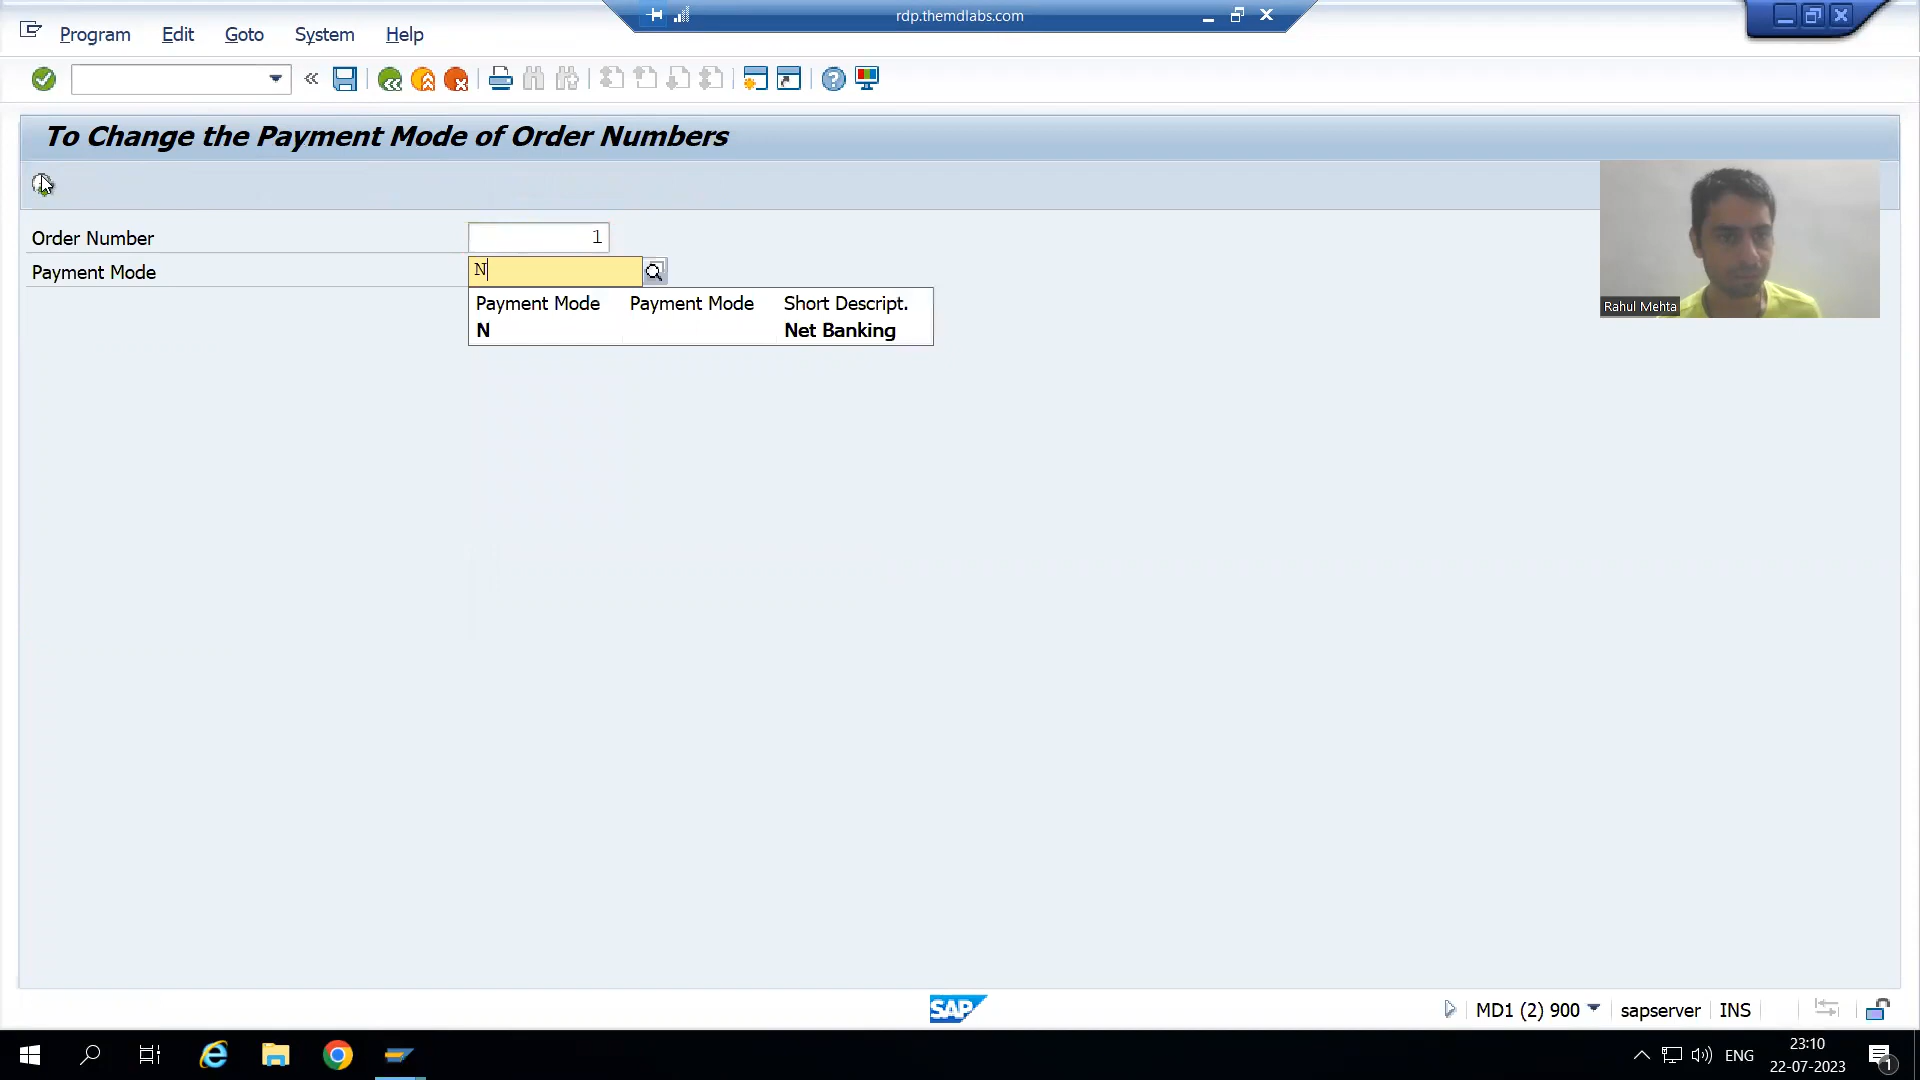 rdp.themdlabs.com
Program Edit Goto System Help
To Change the Payment Mode of Order Numbers
Order Number 1
Payment Mode N
Payment Mode Payment Mode Short Descript.
N Net Banking
Rahul Mehta
SAP
MD1 (2) 900 sapserver INS
ENG
23:10
22-07-2023
1